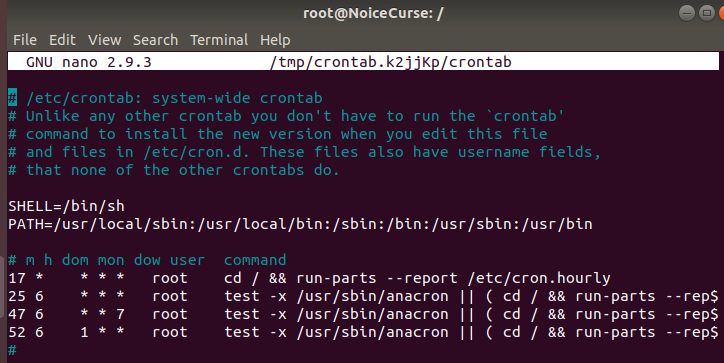 root@NoiceCurse: /
File Edit View Search Terminal Help
GNU nano 2.9.3 /tmp/crontab.k2jjKp/crontab
# /etc/crontab: system-wide crontab
# Unlike any other crontab you don't have to run the `crontab'
# command to install the new version when you edit this file
# and files in /etc/cron.d. These files also have username fields,
# that none of the other crontabs do.
SHELL=/bin/sh
PATH=/usr/local/sbin:/usr/local/bin:/sbin:/bin:/usr/sbin:/usr/bin
# m h dom mon dow user  command
17 *    * * *   root    cd / && run-parts --report /etc/cron.hourly
25 6    * * *   root    test -x /usr/sbin/anacron || ( cd / && run-parts --rep$
47 6    * * 7   root    test -x /usr/sbin/anacron || ( cd / && run-parts --rep$
52 6    1 * *   root    test -x /usr/sbin/anacron || ( cd / && run-parts --rep$
#